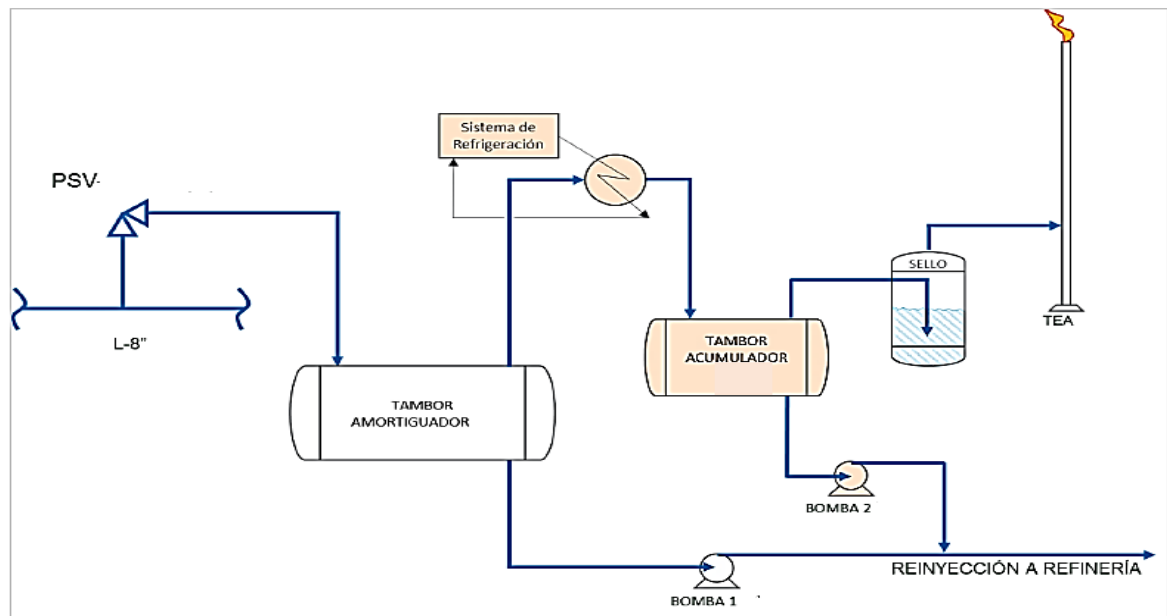 Sistema de
Refrigeración
PSV-
L-8"
TAMBOR
AMORTIGUADOR
TAMBOR
ACUMULADOR
SELLO
TEA
BOMBA 2
BOMBA 1
REINYECCIÓN A REFINERÍA